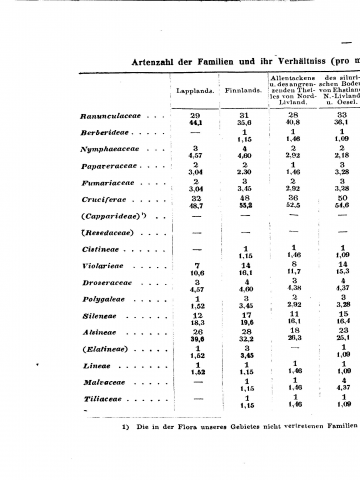 —
Artenzahl der Familien und ihr Verhältniss (pro m
Lapplands. Finnlands. Allentackens u. des angren- zenden Thei- les von Nord- Livland. des siluri- schen Boden von Ehstlan N.-Livland u. Oesel.
Ranunculaceae . . . 29 31 28 33
44,1 35,6 40,8 36,1
Berberideae . . . . — 1 1 1
1,15 1,46 1,09
Nymphaeaceae . . . 3 4 2 2
4,57 4,60 2,92 2,18
Papaveraceae . . . 2 2 1 3
3,04 2,30 1,46 3,28
Fumariaceae . . . 2 3 2 3
3,04 3,45 2,92 3,28
Cruciferae . . . . 32 48 36 50
48,7 55,2 52,5 54,6
(Capparideae)¹) . . — — — —
(Resedaceae) . . . — — — —
Cistineae . . . . . — 1 1 1
1,15 1,46 1,09
Violarieae . . . . . 7 14 8 14
10,6 16,1 11,7 15,3
Droseraceae . . . . 3 4 3 4
4,57 4,60 4,38 4,37
Polygaleae . . . . 1 3 2 3
1,52 3,45 2,92 3,28
Sileneae . . . . . 12 17 11 15
18,3 19,6 16,1 16,4
Alsineae . . . . . 26 28 18 23
39,6 32,2 26,3 25,1
(Elatineae) . . . . 1 3 — 1
1,52 3,45 1,09
Lineae . . . . . 1 1 1 1
1,52 1,15 1,46 1,09
Malvaceae . . . . — 1 1 4
1,15 1,46 4,37
Tiliaceae . . . . . — 1 1 1
1,15 1,46 1,09
1) Die in der Flora unseres Gebietes nicht vertretenen Familien